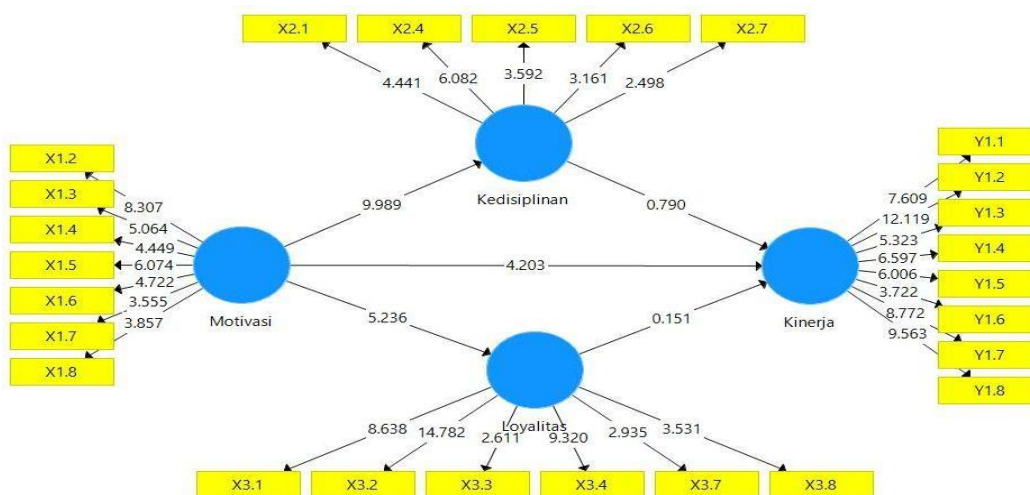 X2.1
X2.4
X2.5
X2.6
X2.7
4.441
6.082
3.592
3.161
2.498
Kedisiplinan
X1.2
X1.3
X1.4
X1.5
X1.6
X1.7
X1.8
8.307
5.064
4.449
6.074
4.722
3.555
3.857
Motivasi
9.989
0.790
4.203
5.236
0.151
Kinerja
7.609
12.119
5.323
6.597
6.006
3.722
8.772
9.563
Y1.1
Y1.2
Y1.3
Y1.4
Y1.5
Y1.6
Y1.7
Y1.8
Loyalitas
8.638
14.782
2.611
9.320
2.935
3.531
X3.1
X3.2
X3.3
X3.4
X3.7
X3.8